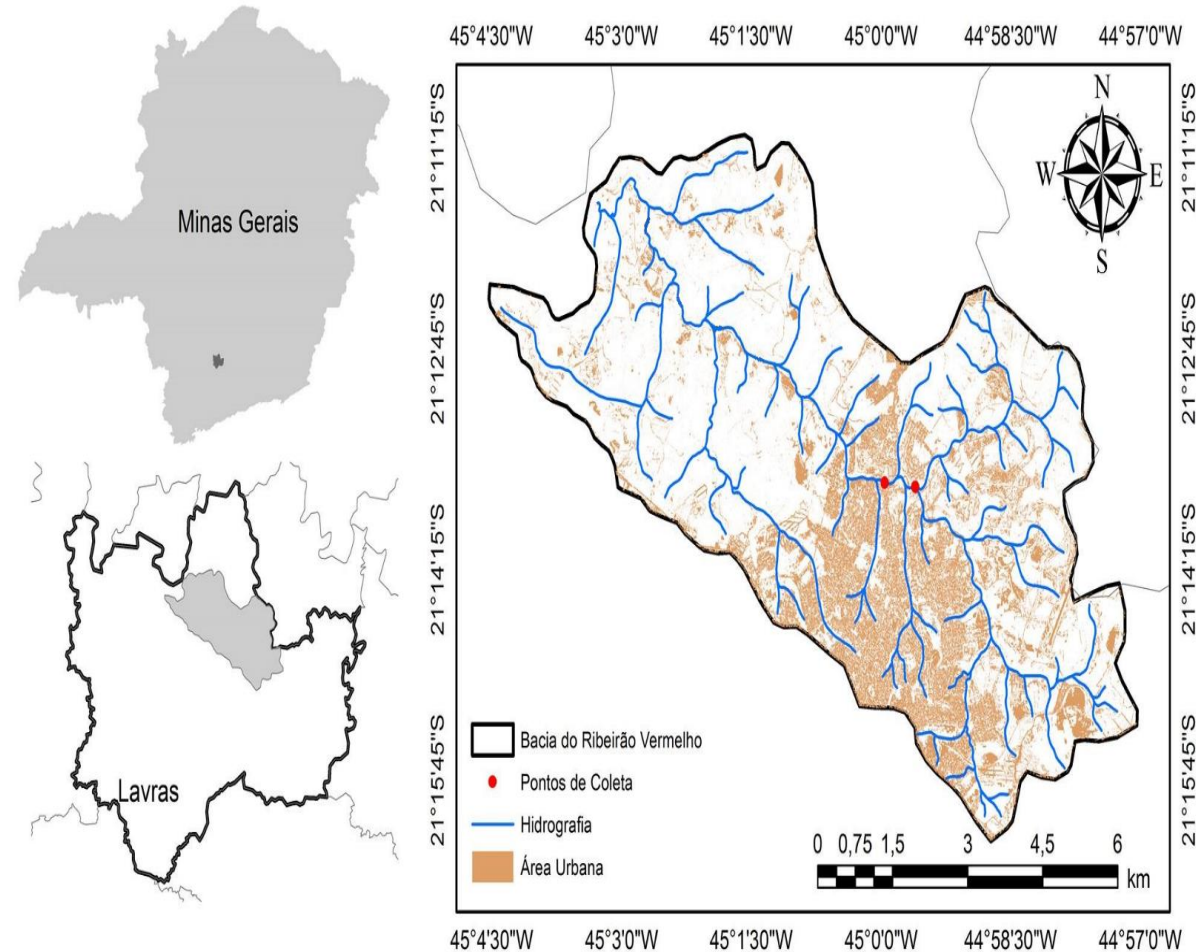 Minas Gerais
Lavras
45°4'30"W 45°3'0"W 45°1'30"W 45°0'0"W 44°58'30"W 44°57'0"W
21°11'15"S 21°12'45"S 21°14'15"S 21°15'45"S
N
W E
S
Bacia do Ribeirão Vermelho
Pontos de Coleta
Hidrografia
Área Urbana
0 0,75 1,5 3 4,5 6
km
21°11'15"S 21°12'45"S 21°14'15"S 21°15'45"S
45°4'30"W 45°3'0"W 45°1'30"W 45°0'0"W 44°58'30"W 44°57'0"W